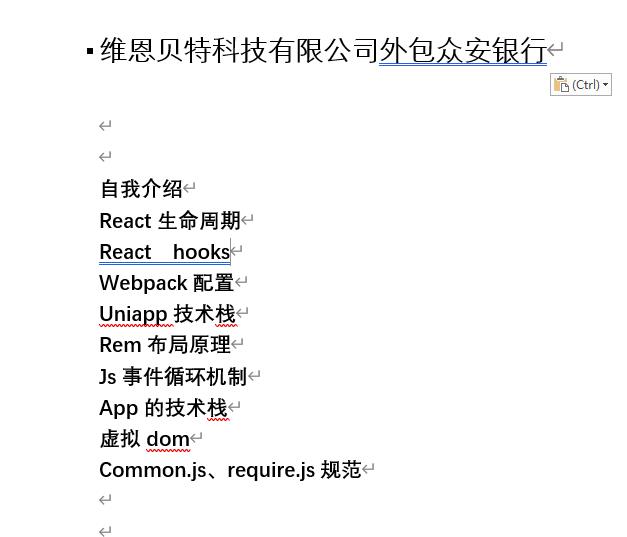 维恩贝特科技有限公司外包众安银行
(Ctrl)
自我介绍
React 生命周期
React hooks
Webpack 配置
Uniapp 技术栈
Rem 布局原理
Js 事件循环机制
App 的技术栈
虚拟 dom
Common.js、require.js 规范